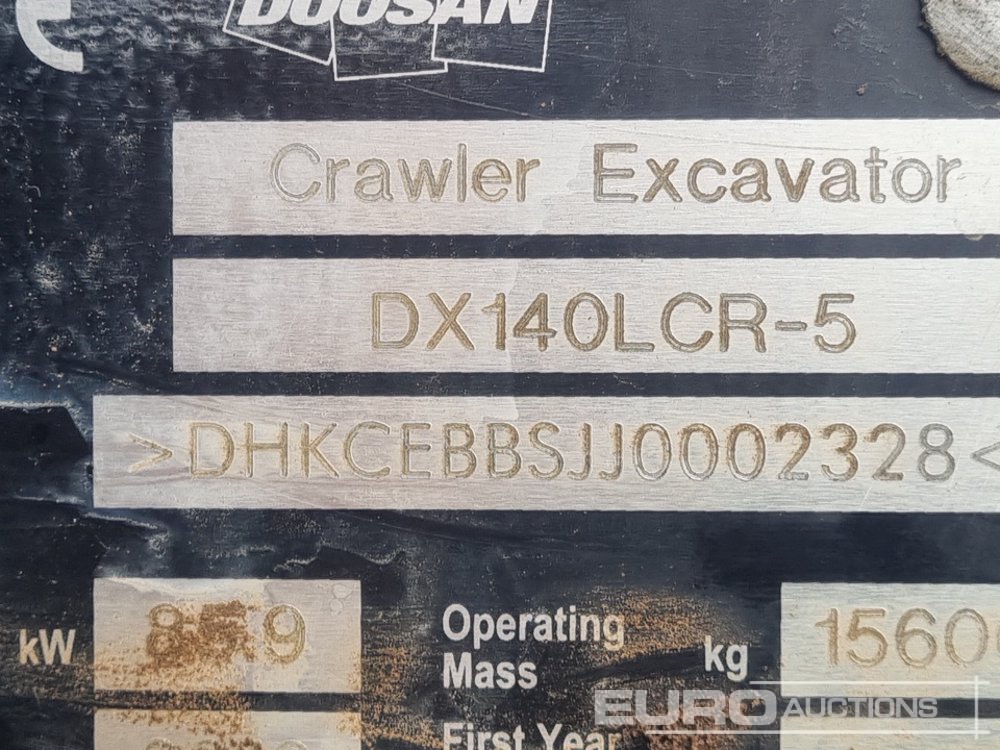 DOOSAN
Crawler Excavator
DX140LCR-5
>DHKCEBBSJJ0002328<
kW
Operating Mass kg
First Year
EURO AUCTIONS